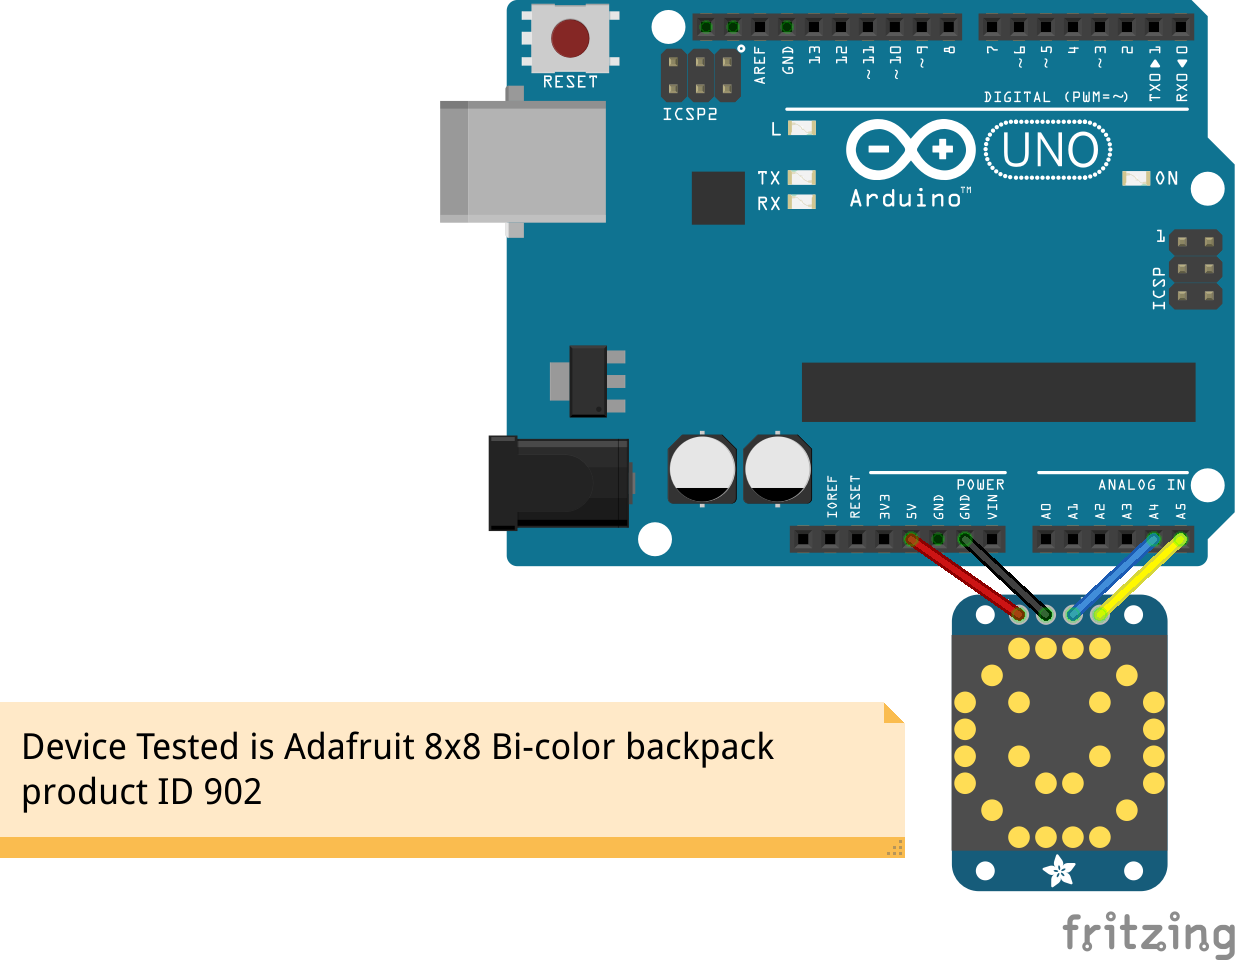 RESET
ICSP2
AREF
GND
13
12
~11
~10
~9
8
7
~6
~5
4
~3
2
TX0▶1
RX0◀0
DIGITAL (PWM=~)
L
TX
RX
Arduino™
UNO
ON
1
ICSP
POWER
ANALOG IN
IOREF
RESET
3V3
5V
GND
GND
VIN
A0
A1
A2
A3
A4
A5
Device Tested is Adafruit 8x8 Bi-color backpack
product ID 902
fritzing